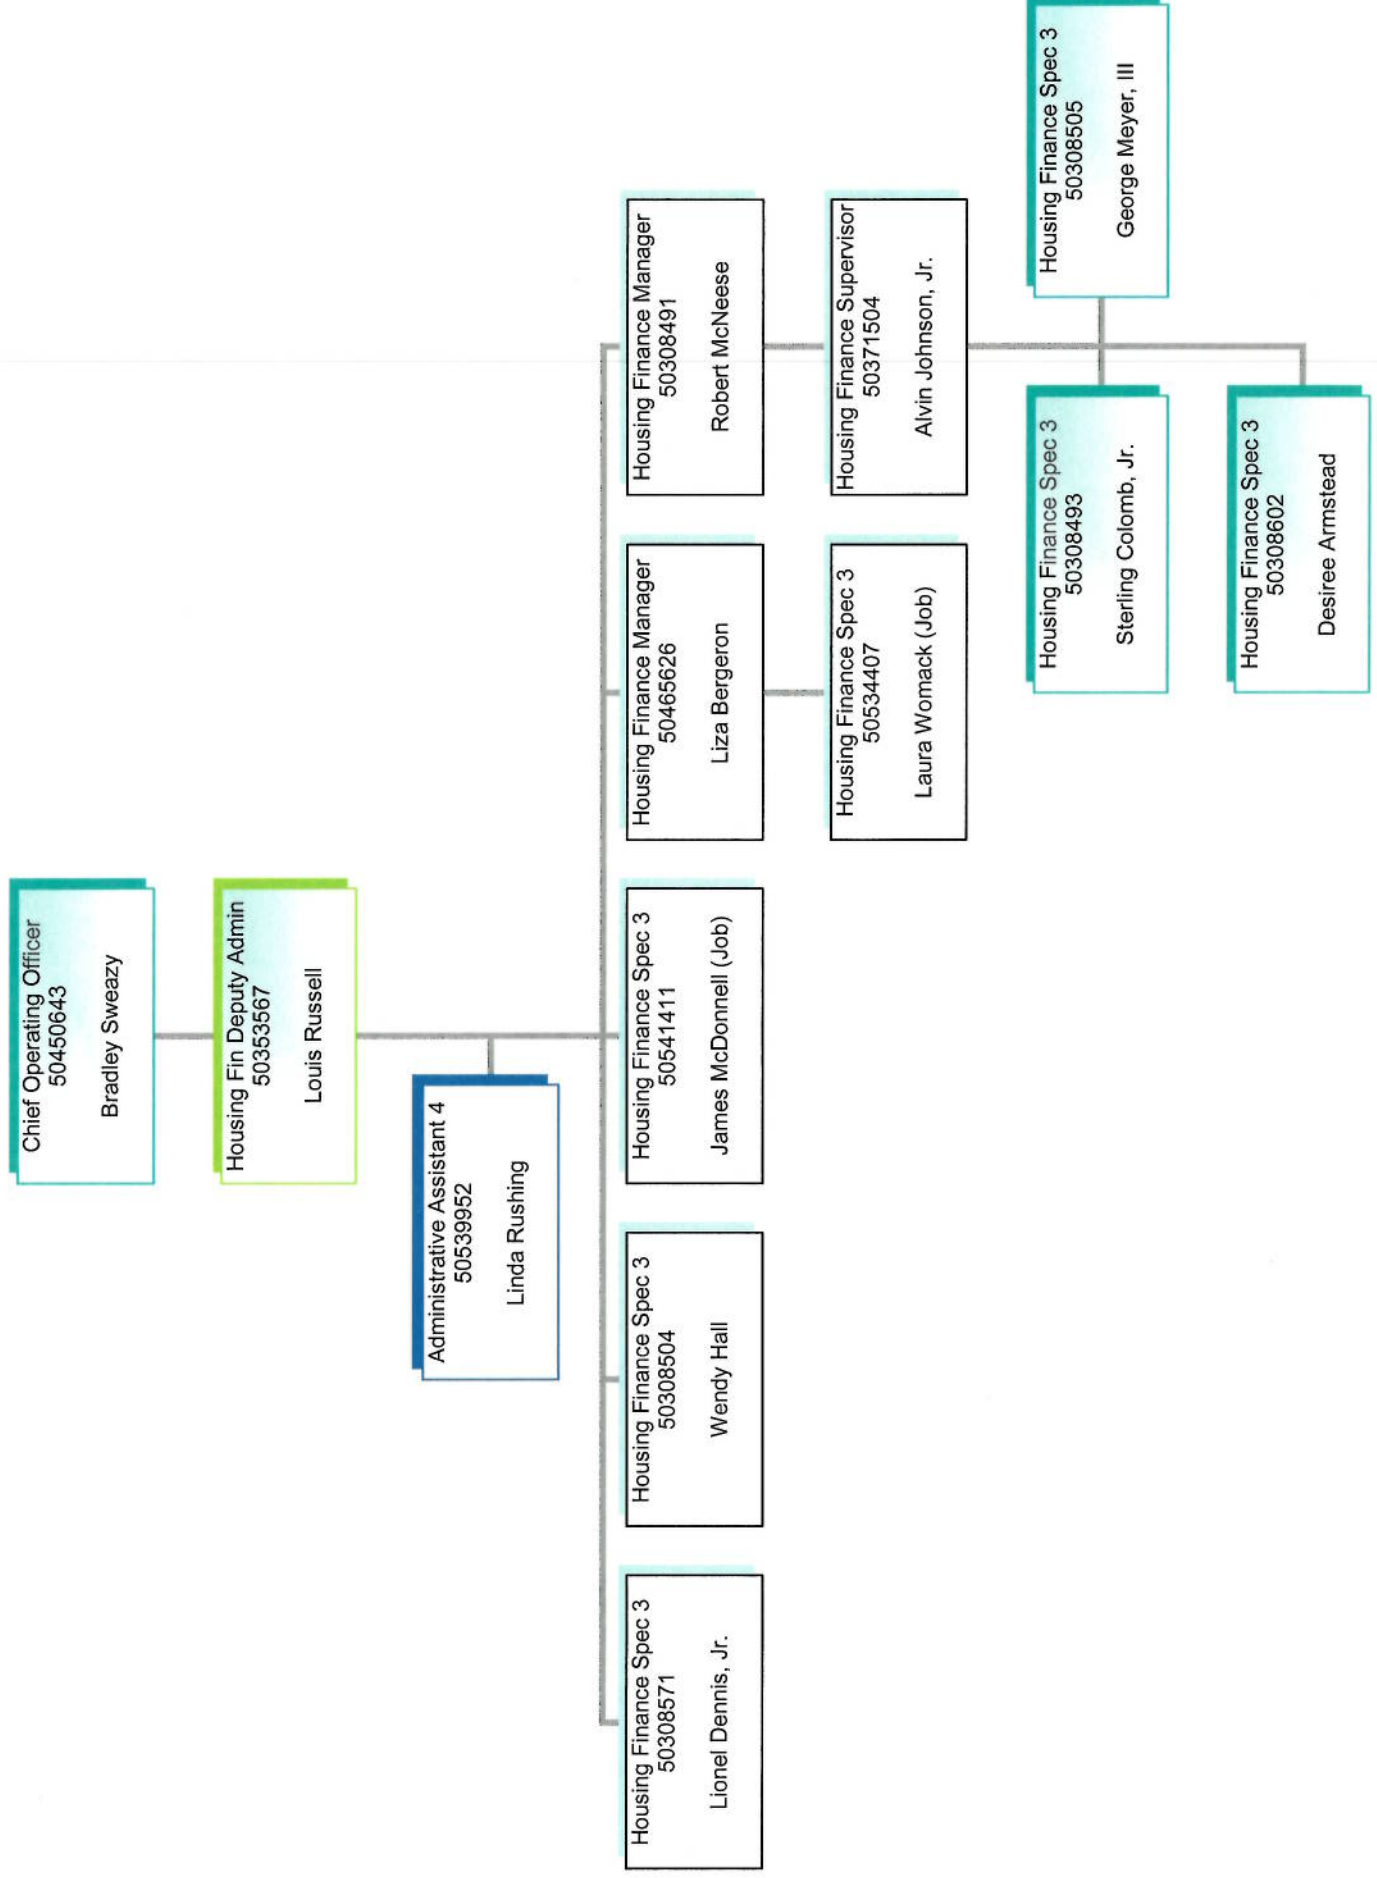 Chief Operating Officer
50450643
Bradley Sweazy
Housing Fin Deputy Admin
50353567
Louis Russell
Administrative Assistant 4
50539952
Linda Rushing
Housing Finance Spec 3
50308571
Lionel Dennis, Jr.
Housing Finance Spec 3
50308504
Wendy Hall
Housing Finance Spec 3
50541411
James McDonnell (Job)
Housing Finance Manager
50465626
Liza Bergeron
Housing Finance Manager
50308491
Robert McNeese
Housing Finance Spec 3
50534407
Laura Womack (Job)
Housing Finance Supervisor
50371504
Alvin Johnson, Jr.
Housing Finance Spec 3
50308493
Sterling Colomb, Jr.
Housing Finance Spec 3
50308505
George Meyer, III
Housing Finance Spec 3
50308602
Desiree Armstead